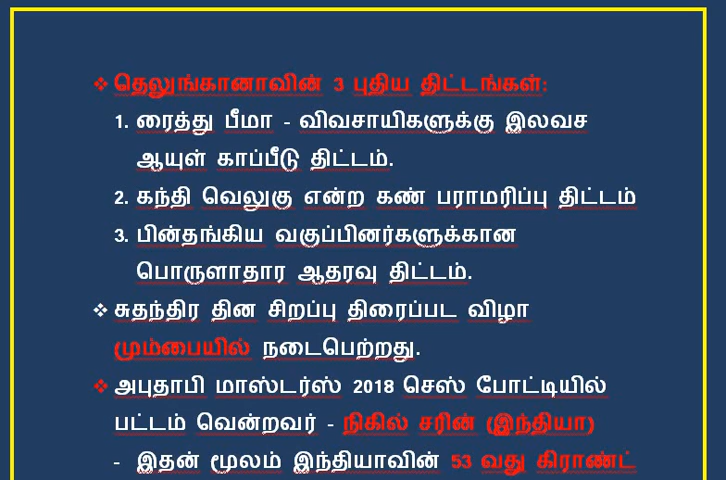 ❖ தெலுங்கானாவின் 3 புதிய திட்டங்கள்:
1. ரைத்து பீமா - விவசாயிகளுக்கு இலவச
ஆயுள் காப்பீடு திட்டம்.
2. கந்தி வெலுகு என்ற கண் பராமரிப்பு திட்டம்
3. பின்தங்கிய வகுப்பினர்களுக்கான
பொருளாதார ஆதரவு திட்டம்.
❖ சுதந்திர தின சிறப்பு திரைப்பட விழா
மும்பையில் நடைபெற்றது.
❖ அபுதாபி மாஸ்டர்ஸ் 2018 செஸ் போட்டியில்
பட்டம் வென்றவர் - நிகில் சரின் (இந்தியா)
- இதன் மூலம் இந்தியாவின் 53 வது கிராண்ட்